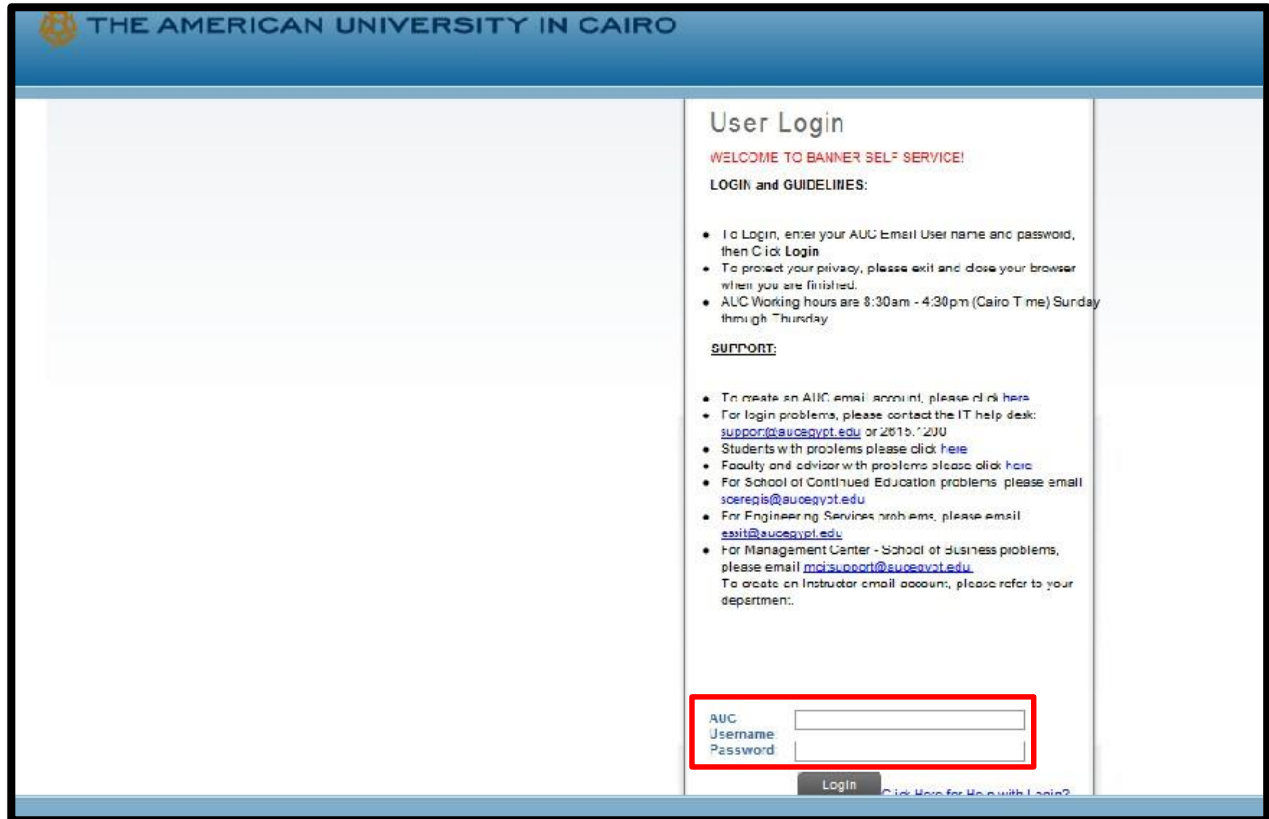 THE AMERICAN UNIVERSITY IN CAIRO
User Login
WELCOME TO BANNER SELF SERVICE!
LOGIN and GUIDELINES:
• To Login, enter your AUC Email User name and password,
then Click Login
• To protect your privacy, please exit and close your browser
when you are finished.
• AUC Working hours are 8:30am - 4:30pm (Cairo Time) Sunday
through Thursday
SUPPORT:
• To create an AUC email account, please click here
• For login problems, please contact the IT help desk:
support@aucegypt.edu or 2615.1200
• Students with problems please click here
• Faculty and advisor with problems please click here
• For School of Continued Education problems please email
sceregis@aucegypt.edu
• For Engineering Services problems, please email
essit@aucegypt.edu
• For Management Center - School of Business problems,
please email mcitsupport@aucegypt.edu
To create an Instructor email account, please refer to your
department.
AUC
Username
Password
Login
Click Here for Help with Login?